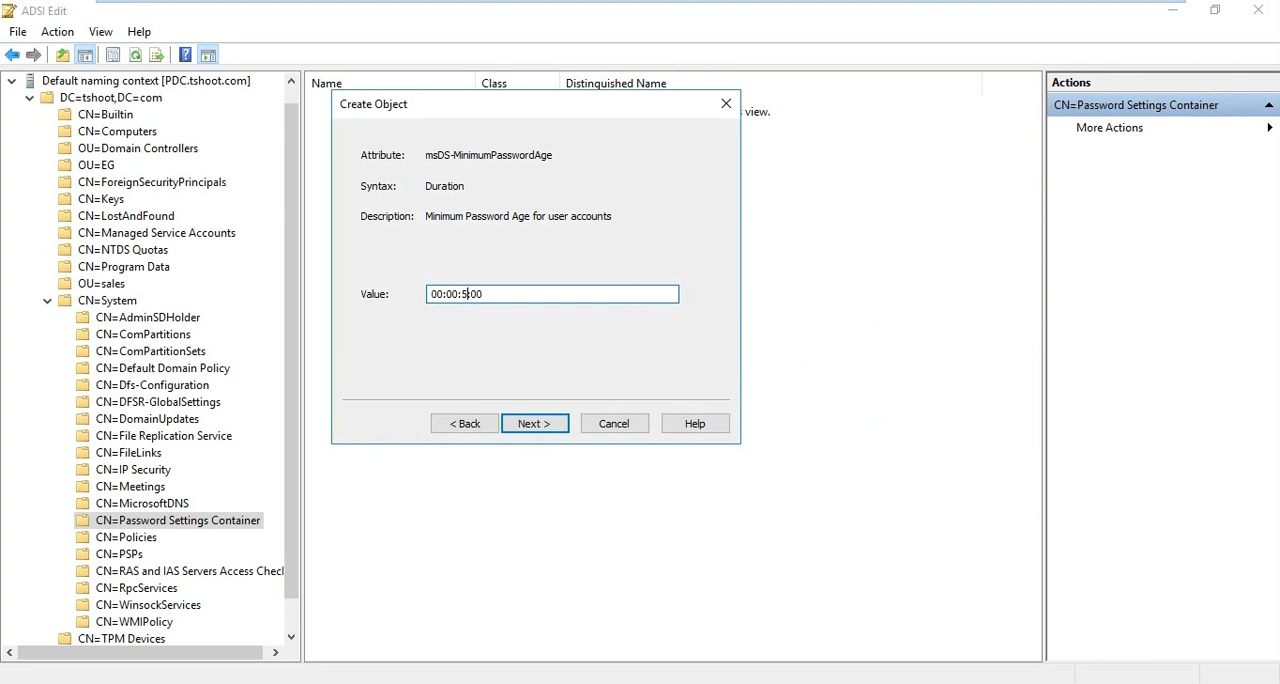 ADSI Edit
File Action View Help
Default naming context [PDC.tshoot.com]
DC=tshoot,DC=com
CN=Builtin
CN=Computers
OU=Domain Controllers
OU=EG
CN=ForeignSecurityPrincipals
CN=Keys
CN=LostAndFound
CN=Managed Service Accounts
CN=NTDS Quotas
CN=Program Data
OU=sales
CN=System
CN=AdminSDHolder
CN=ComPartitions
CN=ComPartitionSets
CN=Default Domain Policy
CN=Dfs-Configuration
CN=DFSR-GlobalSettings
CN=DomainUpdates
CN=File Replication Service
CN=FileLinks
CN=IP Security
CN=Meetings
CN=MicrosoftDNS
CN=Password Settings Container
CN=Policies
CN=PSPs
CN=RAS and IAS Servers Access Check
CN=RpcServices
CN=WinsockServices
CN=WMIPolicy
CN=TPM Devices
Name Class Distinguished Name
view.
Create Object
Attribute: msDS-MinimumPasswordAge
Syntax: Duration
Description: Minimum Password Age for user accounts
Value: 00:00:5:00
< Back Next > Cancel Help
Actions
CN=Password Settings Container
More Actions